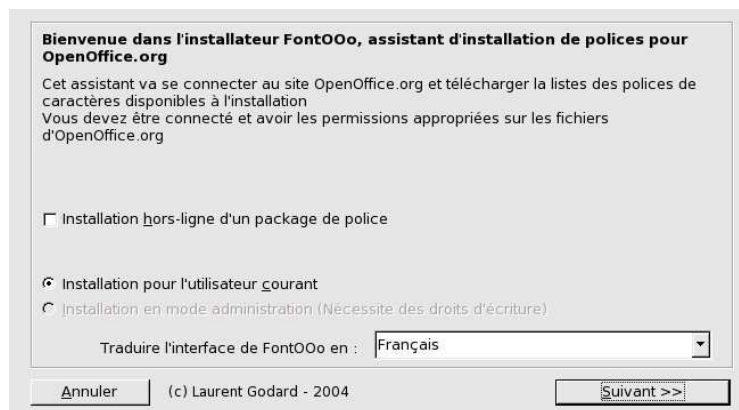 Bienvenue dans l'installateur FontOOo, assistant d'installation de polices pour
OpenOffice.org
Cet assistant va se connecter au site OpenOffice.org et télécharger la listes des polices de
caractères disponibles à l'installation
Vous devez être connecté et avoir les permissions appropriées sur les fichiers
d'OpenOffice.org
Installation hors-ligne d'un package de police
Installation pour l'utilisateur courant
Installation en mode administration (Nécessite des droits d'écriture)
Traduire l'interface de FontOOo en : Français
Annuler (c) Laurent Godard - 2004 Suivant >>